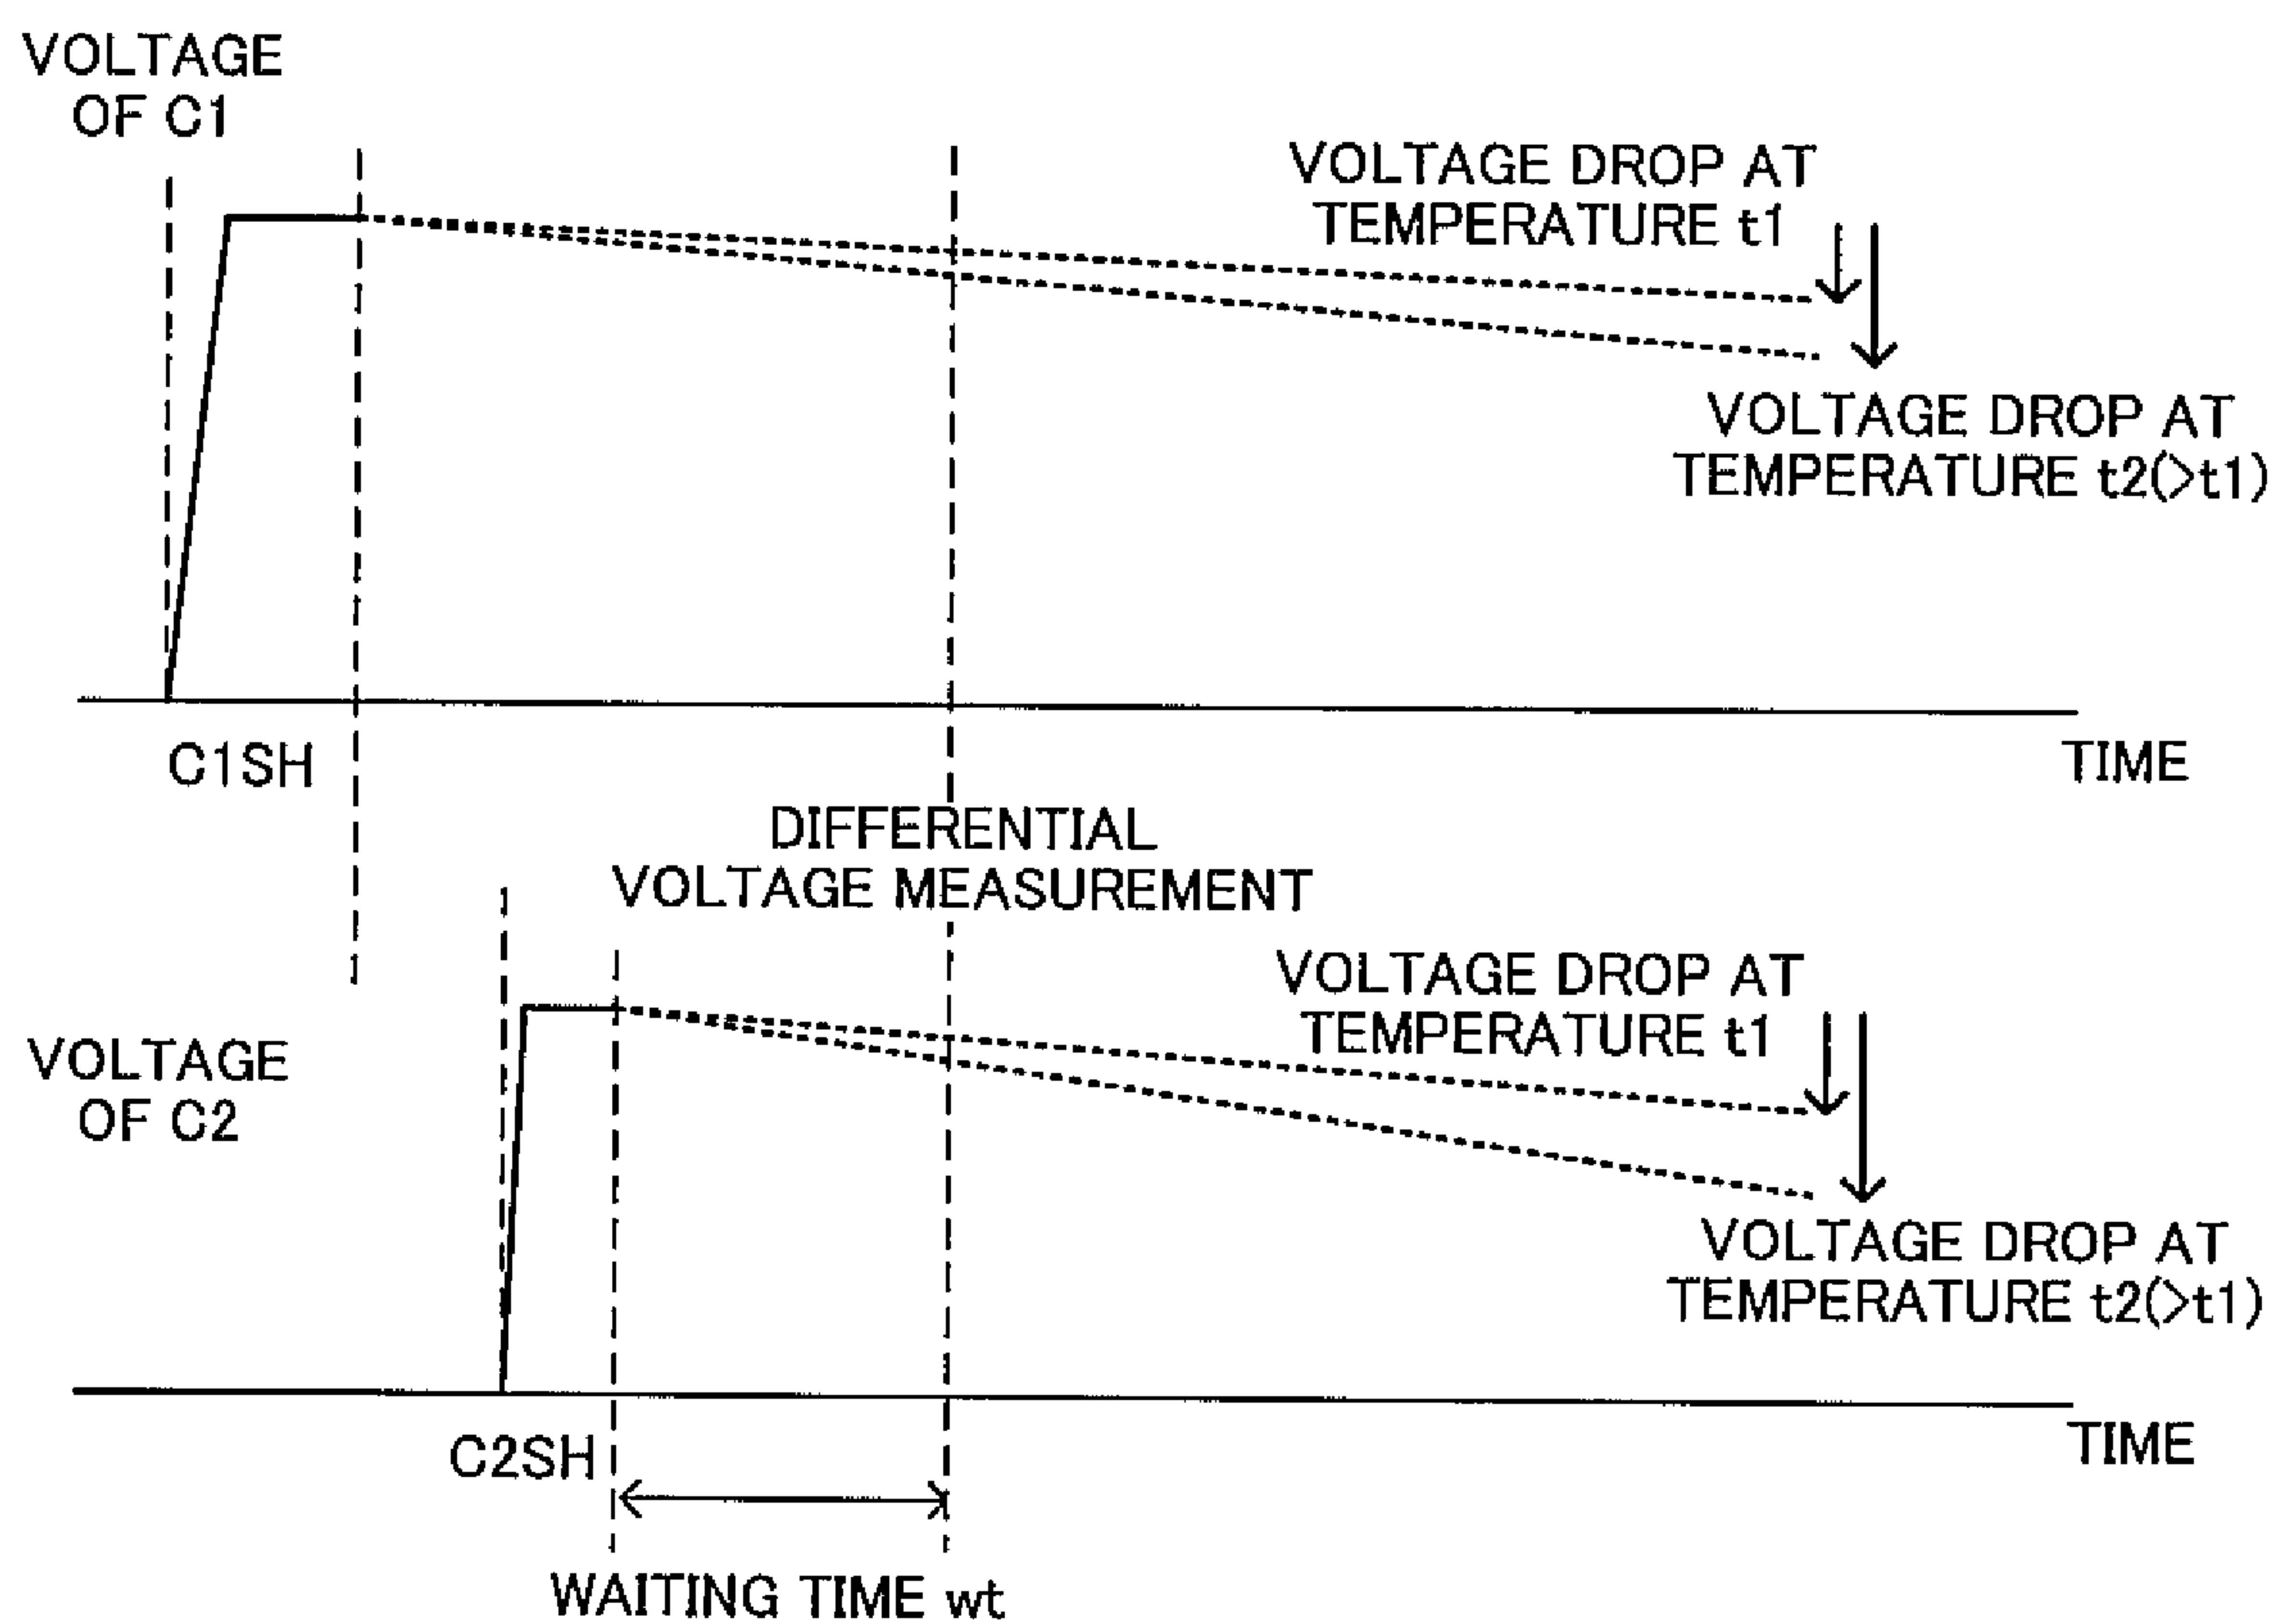 VOLTAGE
OF C1
VOLTAGE DROP AT
TEMPERATURE t1
VOLTAGE DROP AT
TEMPERATURE t2(>t1)
C1SH
TIME
DIFFERENTIAL
VOLTAGE MEASUREMENT
VOLTAGE DROP AT
TEMPERATURE t1
VOLTAGE
OF C2
VOLTAGE DROP AT
TEMPERATURE t2(>t1)
C2SH
TIME
WAITING TIME wt